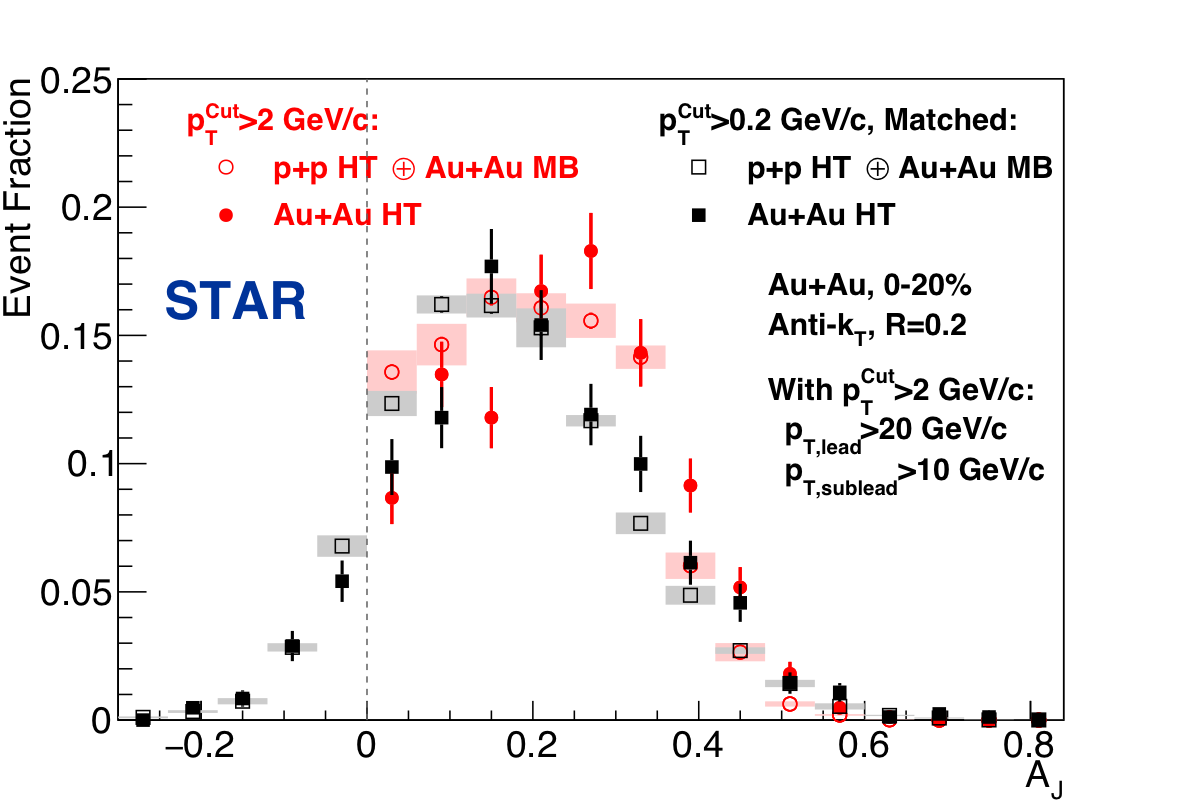 0.25
0.2
0.15
0.1
0.05
0
Event Fraction
p_T^Cut>2 GeV/c:
p+p HT ⊕ Au+Au MB
Au+Au HT
p_T^Cut>0.2 GeV/c, Matched:
p+p HT ⊕ Au+Au MB
Au+Au HT
STAR
Au+Au, 0-20%
Anti-k_T, R=0.2
With p_T^Cut>2 GeV/c:
p_T,lead>20 GeV/c
p_T,sublead>10 GeV/c
−0.2 0 0.2 0.4 0.6 0.8
A_J